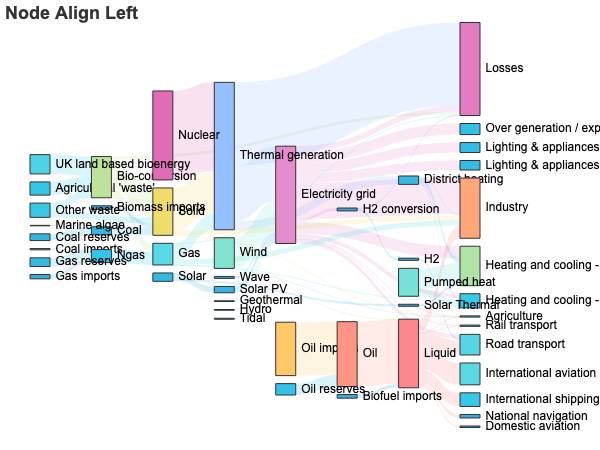 Node Align Left
Losses
Over generation / exp
Lighting & appliances
Lighting & appliances
Nuclear
Thermal generation
UK land based bioenergy
Bio-conversion
Agricul al 'waste'
District heating
Electricity grid
Biomass imports
Other waste
Solid
H2 conversion
Industry
Marine algae
Coal
Coal reserves
Coal imports
Ngas
Gas
Wind
Gas reserves
H2
Heating and cooling -
Gas imports
Solar
Wave
Pumped heat
Solar PV
Geothermal
Solar Thermal
Heating and cooling -
Hydro
Tidal
Agriculture
Rail transport
Oil imp
Oil
Liquid
Road transport
International aviation
Oil reserves
Biofuel imports
International shipping
National navigation
Domestic aviation